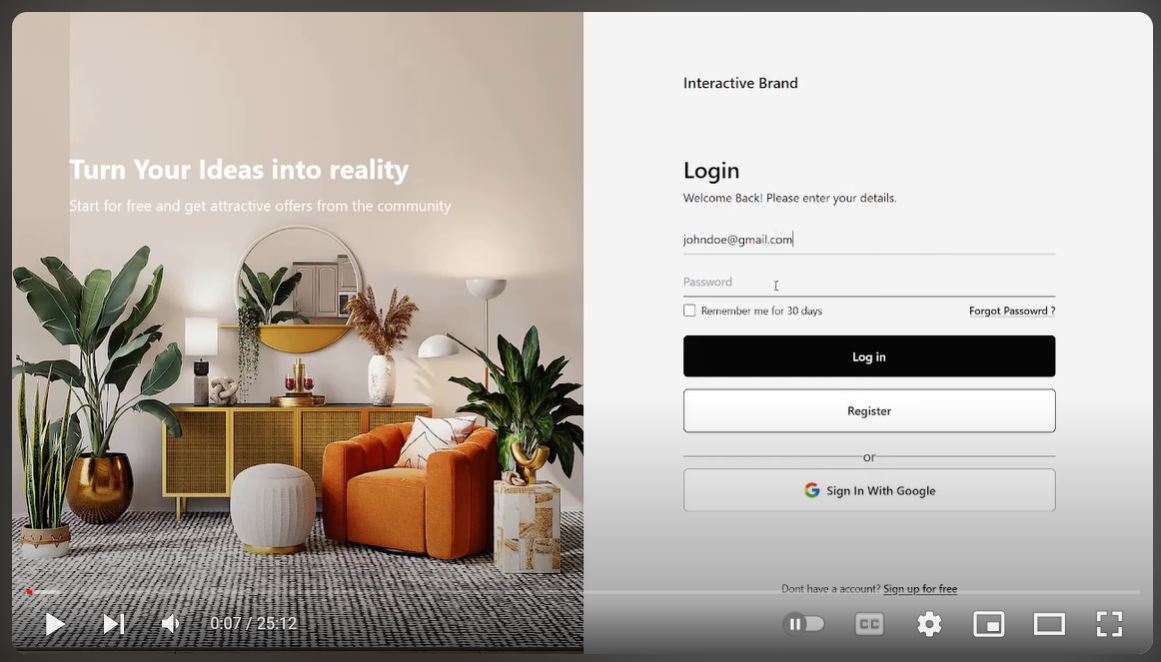 Turn Your Ideas into reality
Start for free and get attractive offers from the community
Interactive Brand
Login
Welcome Back! Please enter your details.
johndoe@gmail.com
Password
Remember me for 30 days
Forgot Passowrd ?
Log in
Register
or
Sign In With Google
Dont have a account? Sign up for free
0:07 / 25:12
CC